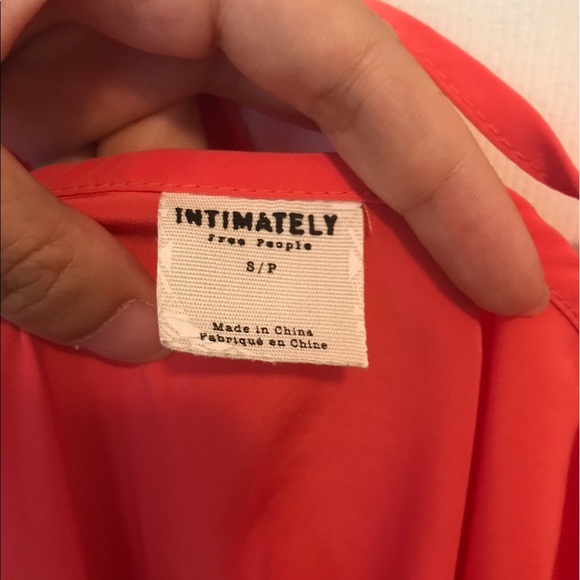 INTIMATELY
Free People
S/P
Made in China
Fabriqué en Chine